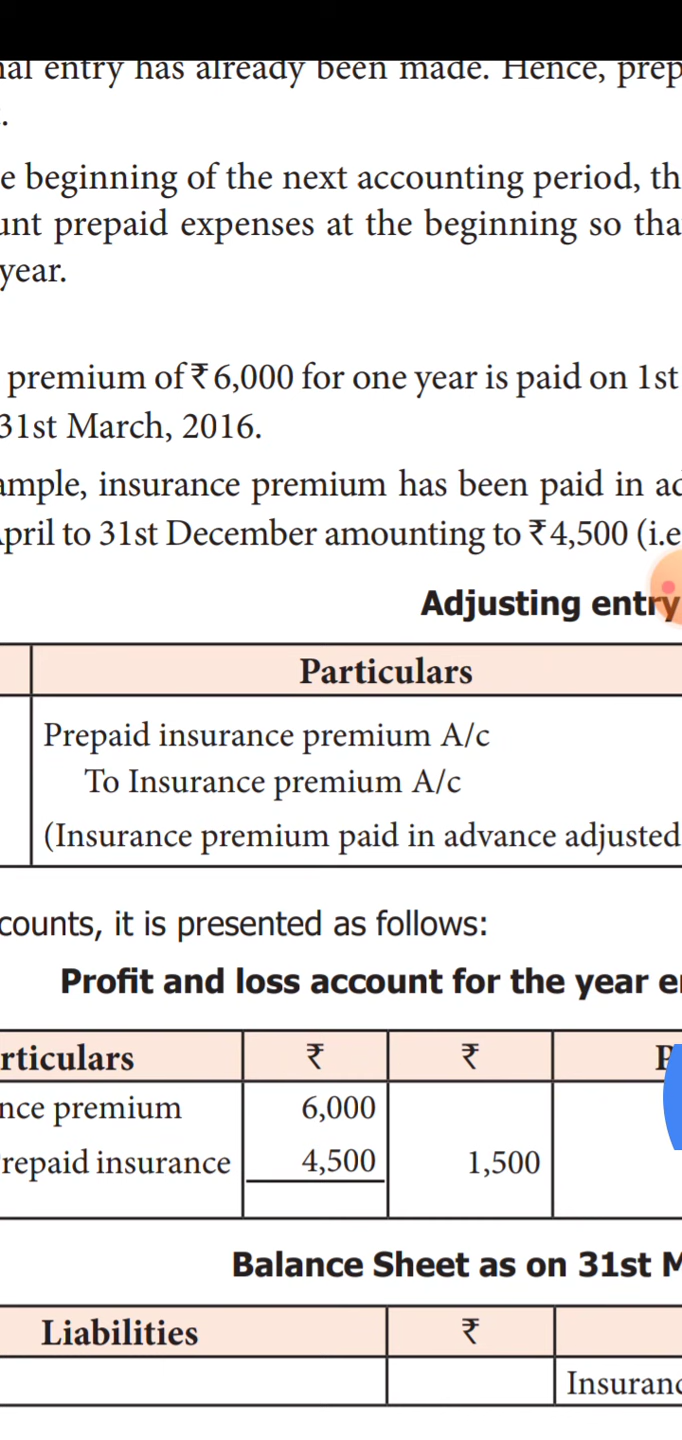 nal entry has already been made. Hence, prep
.
e beginning of the next accounting period, th
unt prepaid expenses at the beginning so tha
year.
premium of ₹6,000 for one year is paid on 1st
31st March, 2016.
ample, insurance premium has been paid in ad
April to 31st December amounting to ₹4,500 (i.e
Adjusting entry
Particulars
Prepaid insurance premium A/c
To Insurance premium A/c
(Insurance premium paid in advance adjusted
counts, it is presented as follows:
Profit and loss account for the year en
rticulars ₹ ₹ P
nce premium 6,000
repaid insurance 4,500 1,500
Balance Sheet as on 31st M
Liabilities ₹
Insuranc